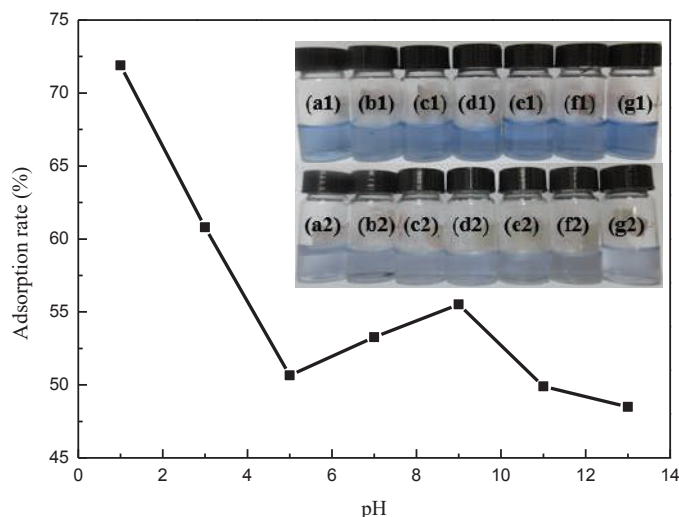 75
70
65
60
55
50
45
0 2 4 6 8 10 12 14
Adsorption rate (%)
pH
(a1) (b1) (c1) (d1) (e1) (f1) (g1)
(a2) (b2) (c2) (d2) (e2) (f2) (g2)